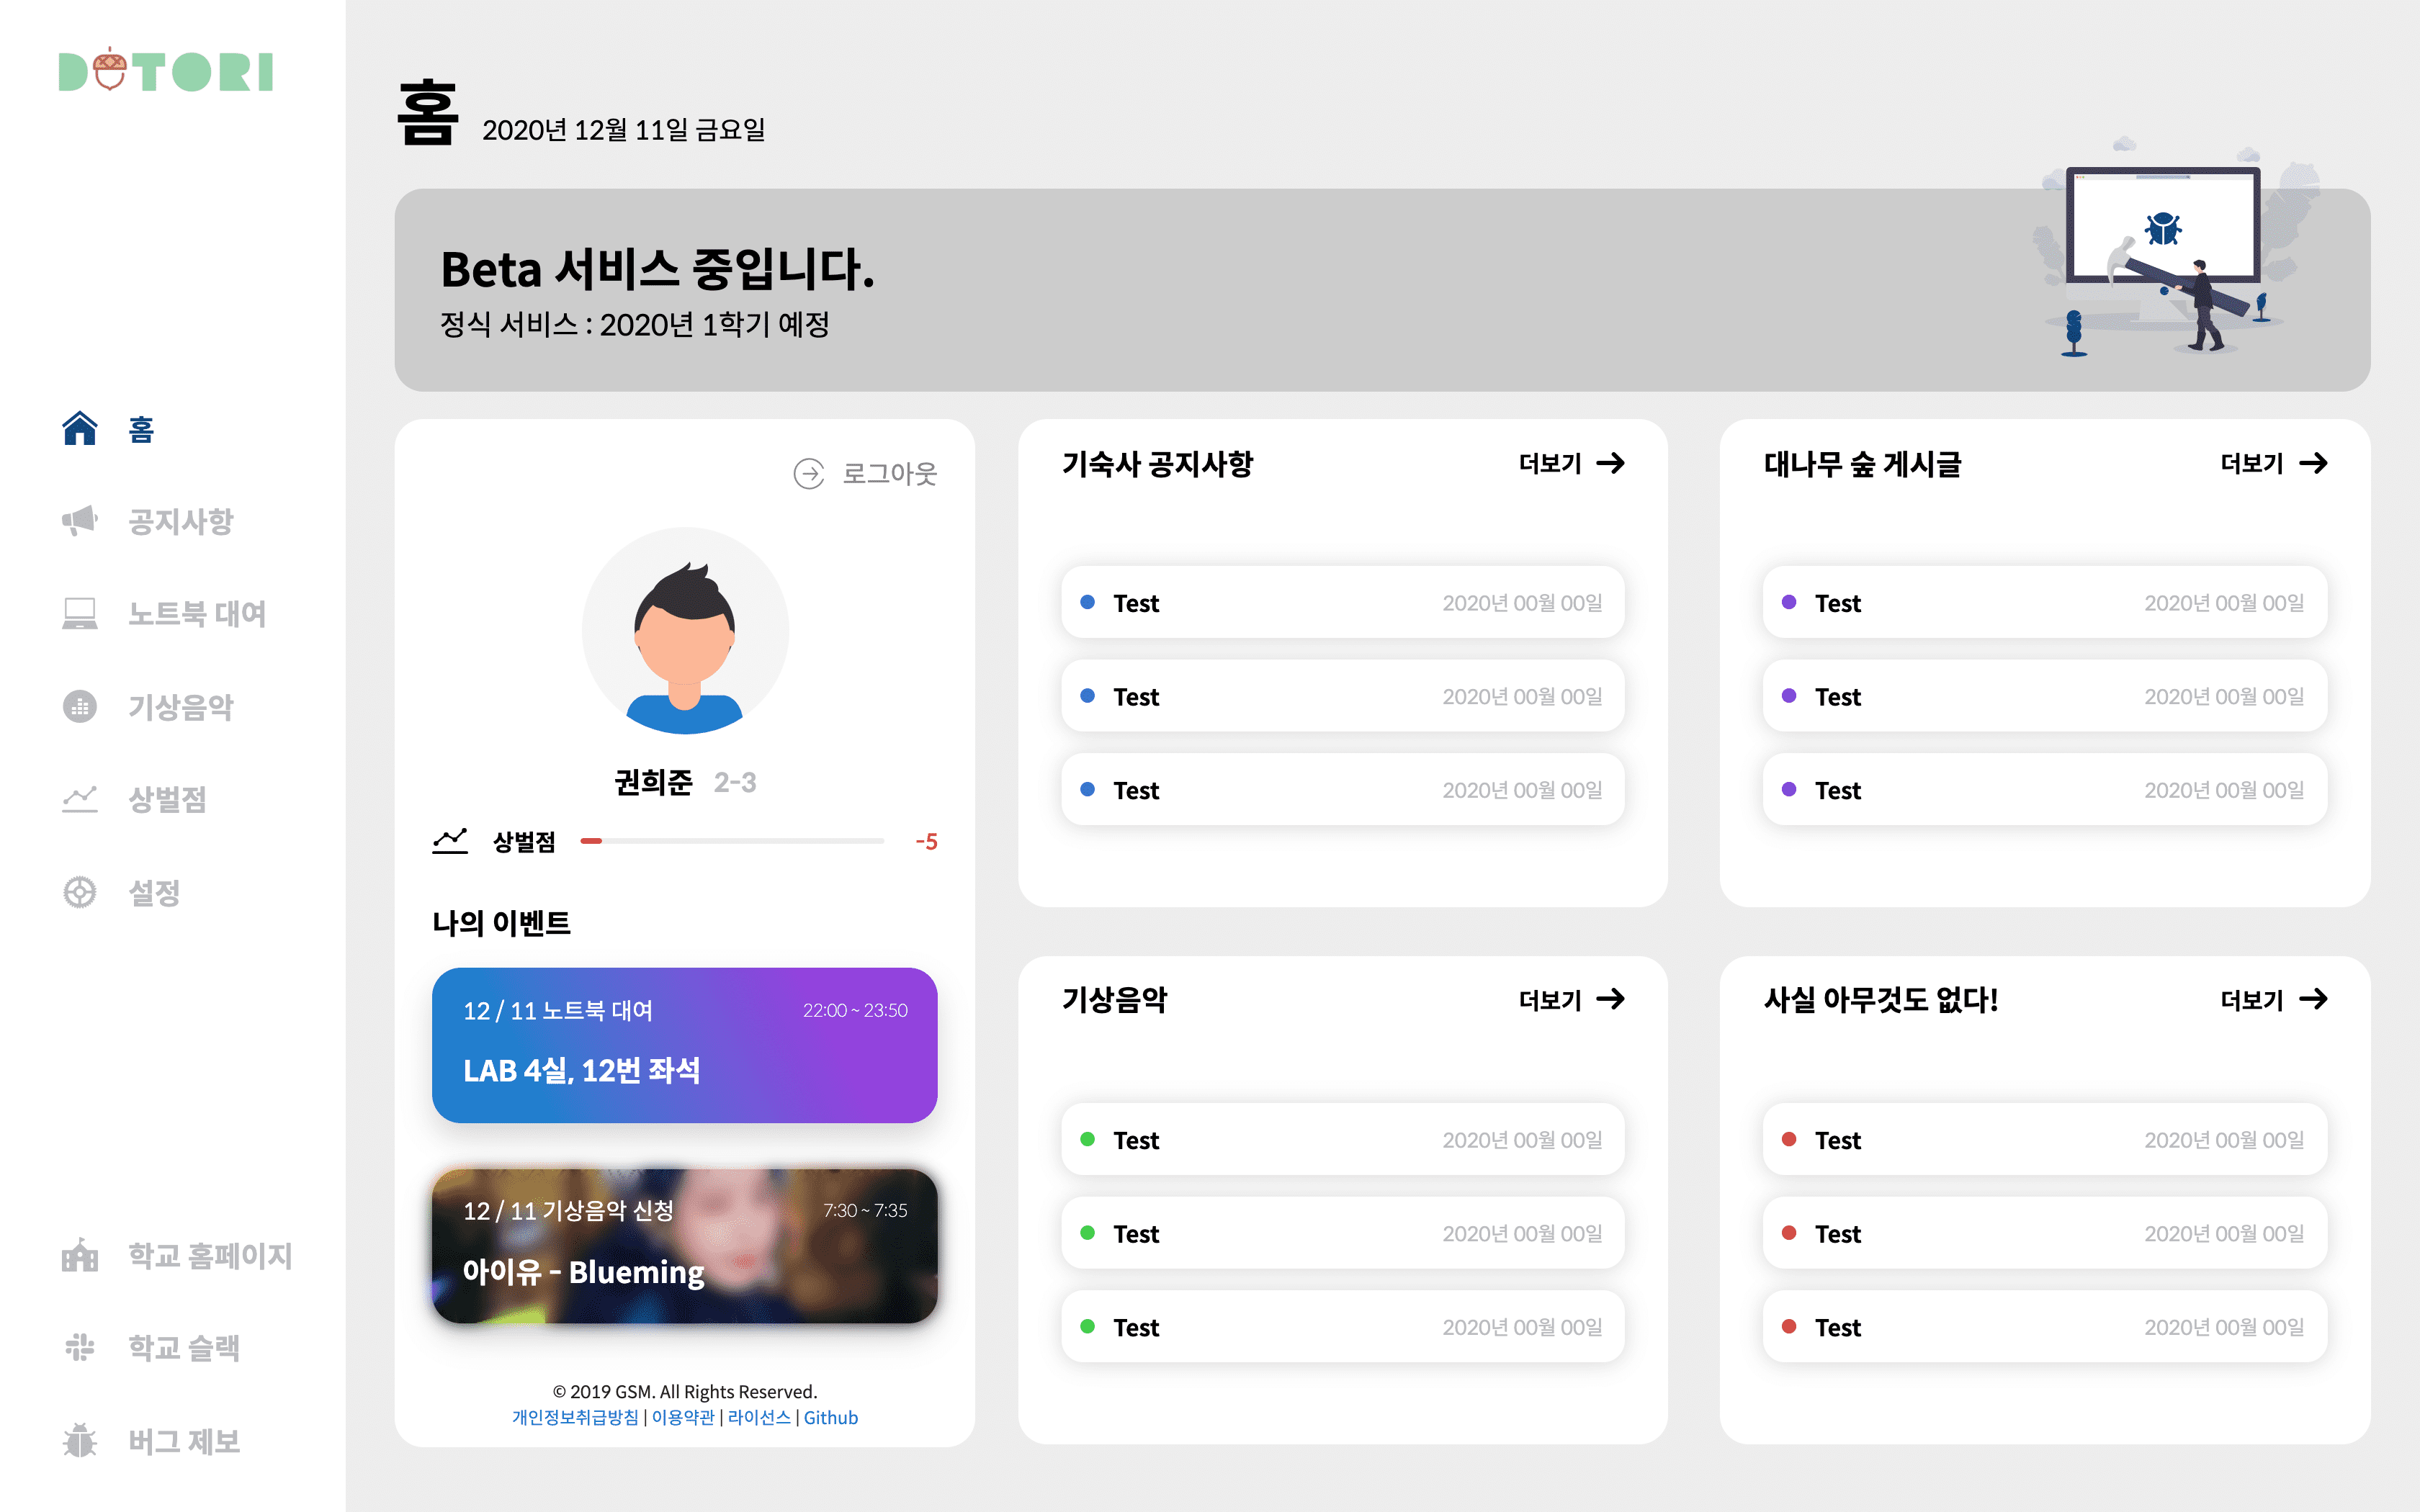 DOTORI
홈
공지사항
노트북 대여
기상음악
상벌점
설정
학교 홈페이지
학교 슬랙
버그 제보
홈 2020년 12월 11일 금요일
Beta 서비스 중입니다.
정식 서비스 : 2020년 1학기 예정
로그아웃
권희준 2-3
상벌점 -5
나의 이벤트
12 / 11 노트북 대여 22:00 ~ 23:50
LAB 4실, 12번 좌석
12 / 11 기상음악 신청 7:30 ~ 7:35
아이유 - Blueming
© 2019 GSM. All Rights Reserved.
개인정보취급방침 | 이용약관 | 라이선스 | Github
기숙사 공지사항 더보기
Test 2020년 00월 00일
Test 2020년 00월 00일
Test 2020년 00월 00일
대나무 숲 게시글 더보기
Test 2020년 00월 00일
Test 2020년 00월 00일
Test 2020년 00월 00일
기상음악 더보기
Test 2020년 00월 00일
Test 2020년 00월 00일
Test 2020년 00월 00일
사실 아무것도 없다! 더보기
Test 2020년 00월 00일
Test 2020년 00월 00일
Test 2020년 00월 00일